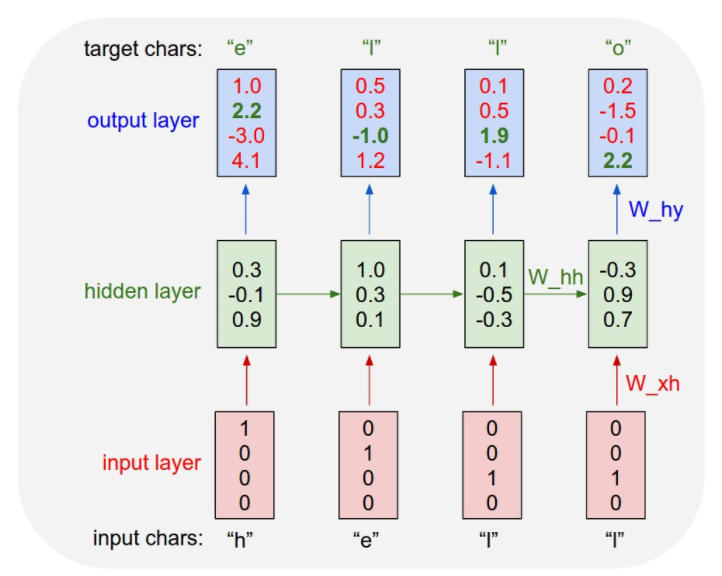 target chars: “e” “l” “l” “o”
1.0 0.5 0.1 0.2
2.2 0.3 0.5 -1.5
output layer -3.0 -1.0 1.9 -0.1
4.1 1.2 -1.1 2.2
W_hy
0.3 1.0 0.1 W_hh -0.3
hidden layer -0.1 0.3 -0.5 0.9
0.9 0.1 -0.3 0.7
W_xh
1 0 0 0
input layer 0 1 0 0
0 0 1 1
0 0 0 0
input chars: “h” “e” “l” “l”